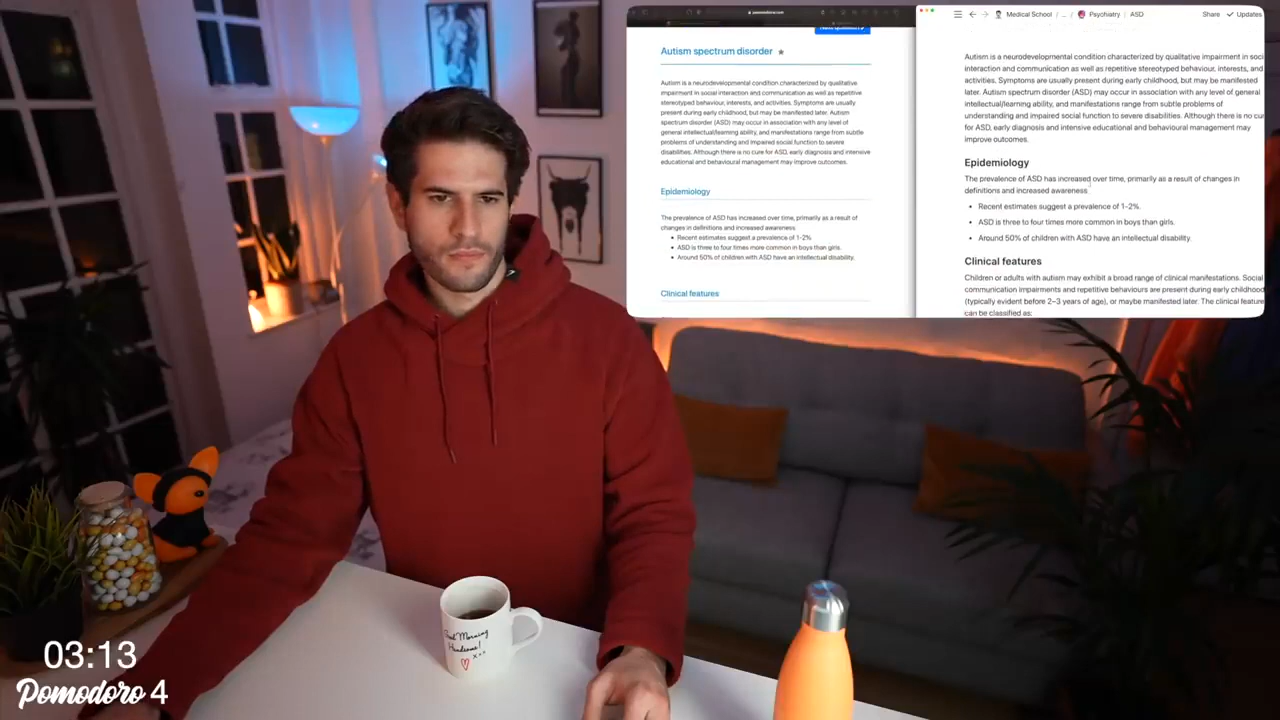 Autism spectrum disorder
Autism is a neurodevelopmental condition characterized by qualitative
impairment in social interaction and communication as well as repetitive
stereotyped behaviour, interests, and activities. Symptoms are usually
present during early childhood, but may be manifested later. Autism
spectrum disorder (ASD) may occur in association with any level of
general intellectual/learning ability, and manifestations range from subtle
problems of understanding and impaired social function to severe
disabilities. Although there is no cure for ASD, early diagnosis and intensive
educational and behavioural management may improve outcomes.
Epidemiology
The prevalence of ASD has increased over time, primarily as a result of
changes in definitions and increased awareness
• Recent estimates suggest a prevalence of 1-2%.
• ASD is three to four times more common in boys than girls.
• Around 50% of children with ASD have an intellectual disability.
Clinical features
Medical School / ... / Psychiatry / ASD Share Updates
Autism is a neurodevelopmental condition characterized by qualitative impairment in soci
interaction and communication as well as repetitive stereotyped behaviour, interests, and
activities. Symptoms are usually present during early childhood, but may be manifested
later. Autism spectrum disorder (ASD) may occur in association with any level of general
intellectual/learning ability, and manifestations range from subtle problems of
understanding and impaired social function to severe disabilities. Although there is no cur
for ASD, early diagnosis and intensive educational and behavioural management may
improve outcomes.
Epidemiology
The prevalence of ASD has increased over time, primarily as a result of changes in
definitions and increased awareness
• Recent estimates suggest a prevalence of 1-2%.
• ASD is three to four times more common in boys than girls.
• Around 50% of children with ASD have an intellectual disability.
Clinical features
Children or adults with autism may exhibit a broad range of clinical manifestations. Social
communication impairments and repetitive behaviours are present during early childhood
(typically evident before 2-3 years of age), or maybe manifested later. The clinical feature
can be classified as:
Good Morning
Handsome!
x••
03:13
Pomodoro 4